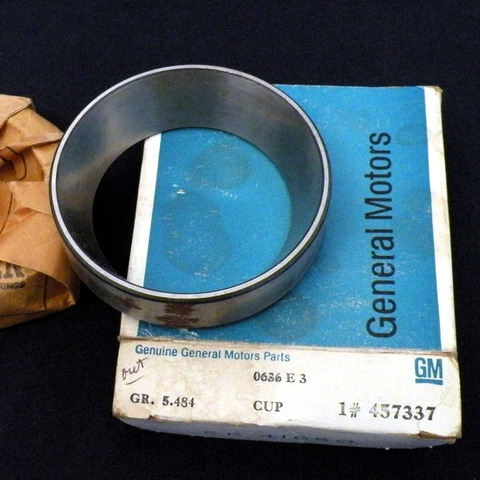 General Motors
Genuine General Motors Parts
GM
out
0636 E 3
GR. 5.484 CUP 1# 457337